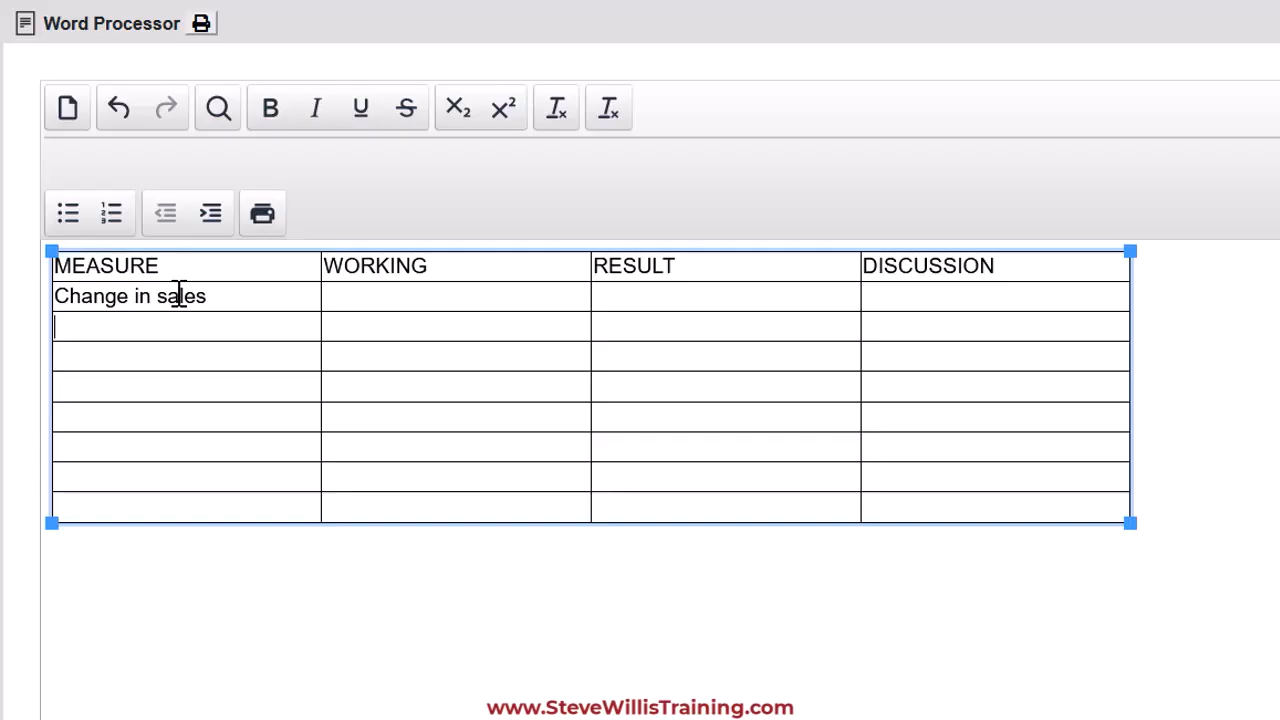 Word Processor
MEASURE WORKING RESULT DISCUSSION
Change in sales
www.SteveWillisTraining.com